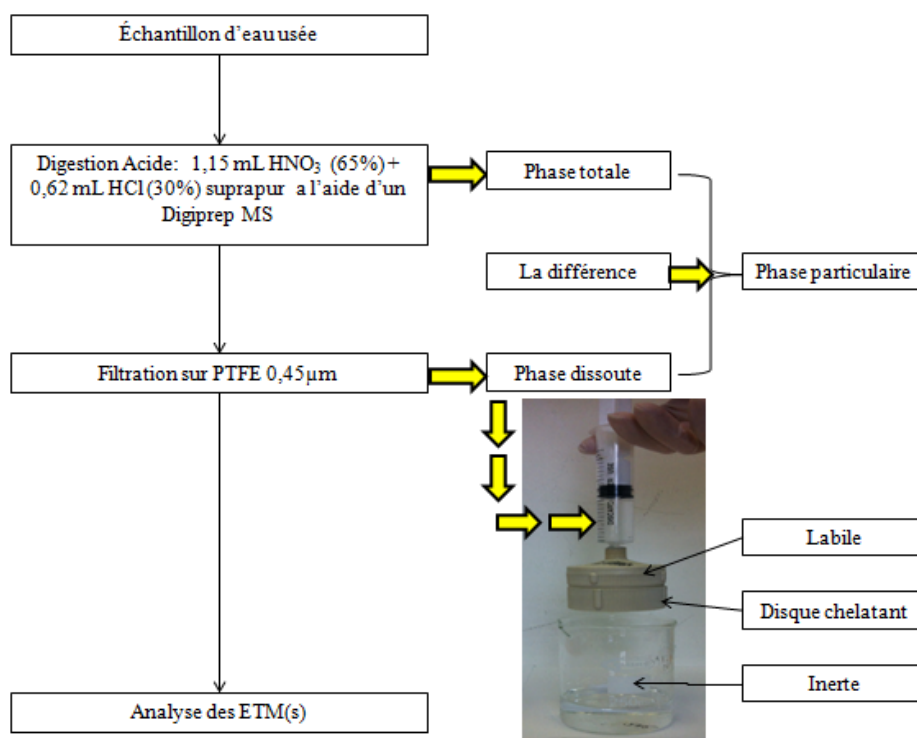 Échantillon d'eau usée
Digestion Acide: 1,15 mL HNO₃ (65%) +
0,62 mL HCl (30%) suprapur a l'aide d'un
Digiprep MS
Phase totale
La différence
Phase particulaire
Filtration sur PTFE 0,45µm
Phase dissoute
Labile
Disque chelatant
Inerte
Analyse des ETM(s)